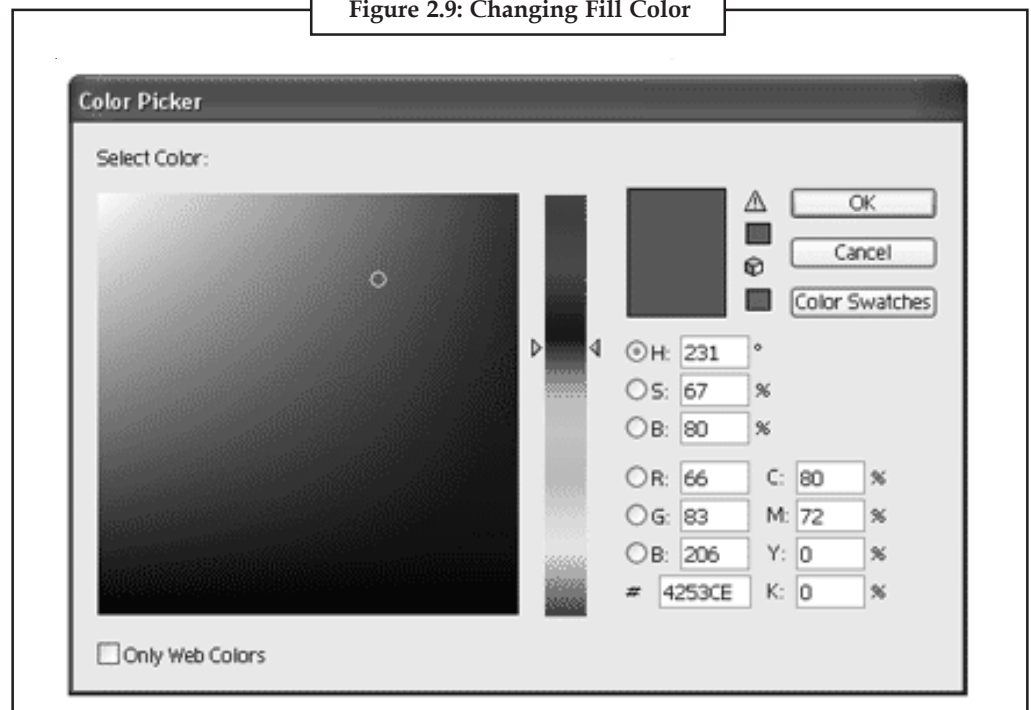 Figure 2.9: Changing Fill Color
Color Picker
Select Color:
OK
Cancel
Color Swatches
H: 231 °
S: 67 %
B: 80 %
R: 66 C: 80 %
G: 83 M: 72 %
B: 206 Y: 0 %
# 4253CE K: 0 %
Only Web Colors